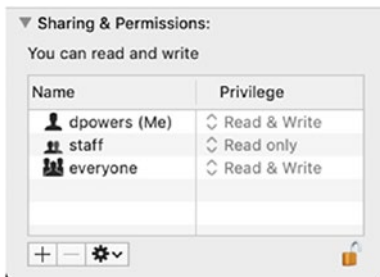 Sharing & Permissions:
You can read and write
Name Privilege
dpowers (Me) Read & Write
staff Read only
everyone Read & Write